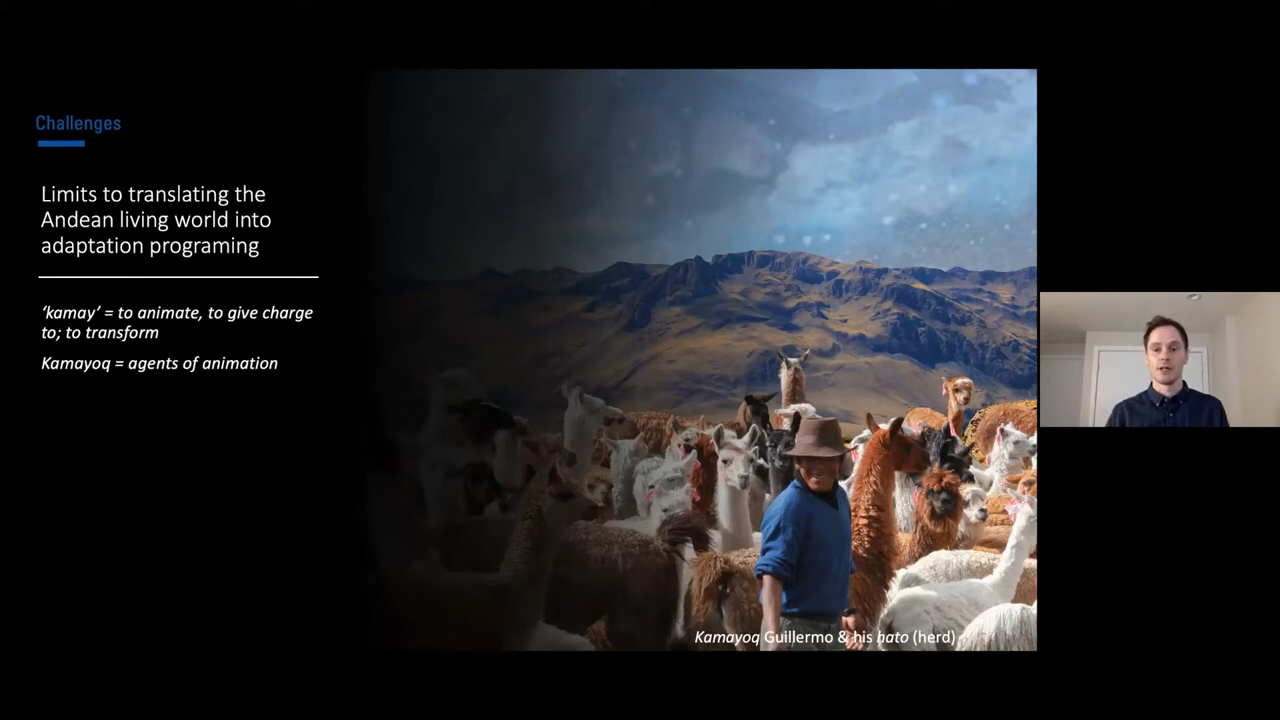 Challenges
Limits to translating the
Andean living world into
adaptation programing
‘kamay’ = to animate, to give charge
to; to transform
Kamayoq = agents of animation
Kamayoq Guillermo & his hato (herd)